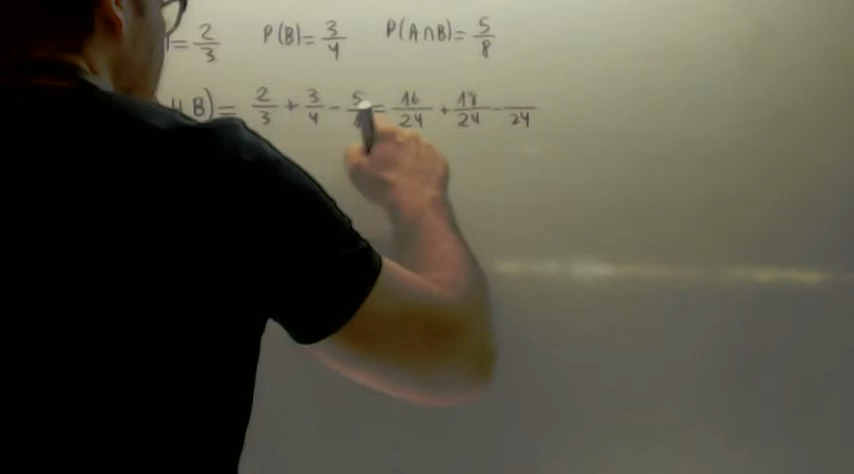 = 2/3 P(B)= 3/4 P(A∩B)= 5/8
B)= 2/3 + 3/4 - 5/ = 16/24 + 18/24 - /24